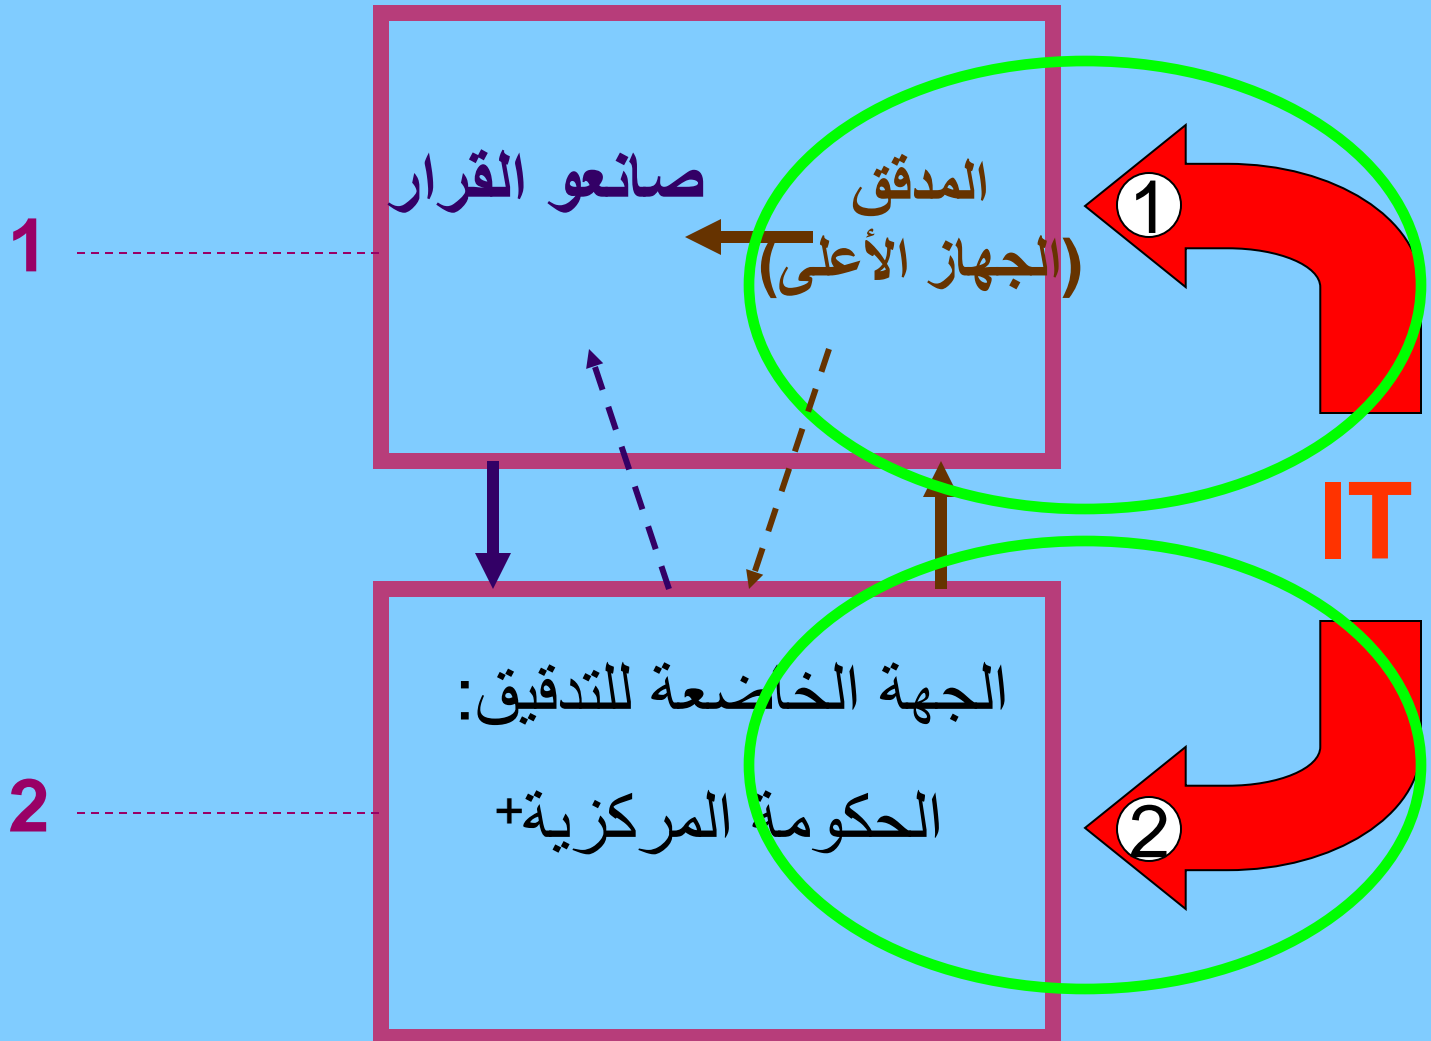 صانعو القرار
المدقق
(الجهاز الأعلى)
1
1
IT
الجهة الخاضعة للتدقيق:
الحكومة المركزية+
2
2